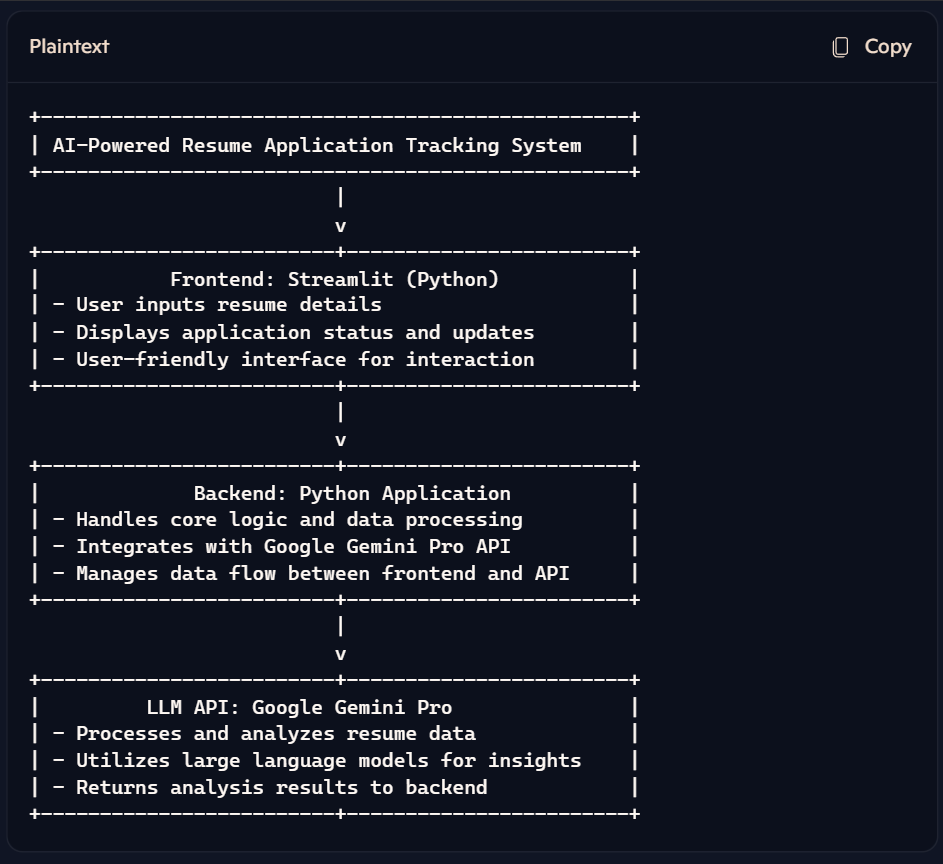 Plaintext
Copy
+--------------------------------------------------+
| AI-Powered Resume Application Tracking System    |
+--------------------------------------------------+
                          |
                          v
+-------------------------+------------------------+
|           Frontend: Streamlit (Python)           |
| - User inputs resume details                     |
| - Displays application status and updates        |
| - User-friendly interface for interaction        |
+-------------------------+------------------------+
                          |
                          v
+-------------------------+------------------------+
|             Backend: Python Application          |
| - Handles core logic and data processing         |
| - Integrates with Google Gemini Pro API          |
| - Manages data flow between frontend and API     |
+-------------------------+------------------------+
                          |
                          v
+-------------------------+------------------------+
|         LLM API: Google Gemini Pro               |
| - Processes and analyzes resume data             |
| - Utilizes large language models for insights    |
| - Returns analysis results to backend            |
+-------------------------+------------------------+